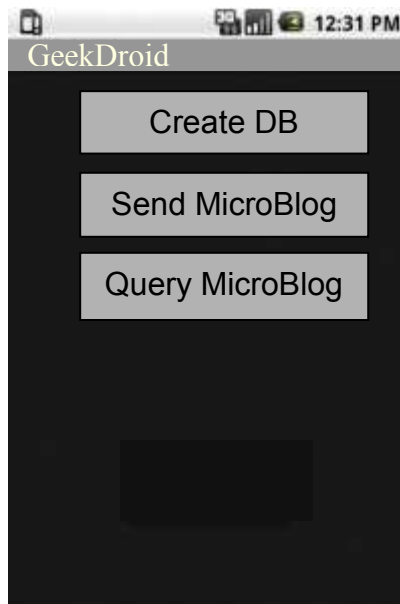 12:31 PM
GeekDroid
Create DB
Send MicroBlog
Query MicroBlog